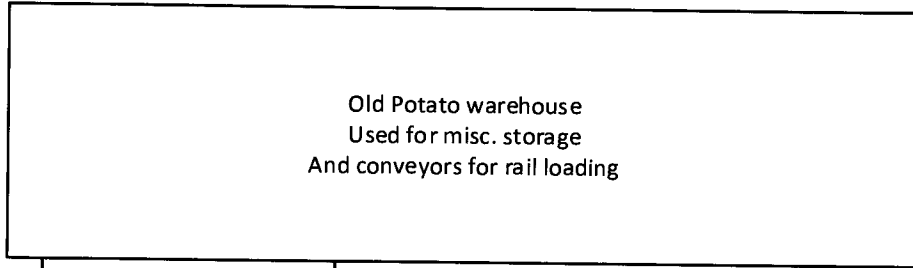 Old Potato warehouse
Used for misc. storage
And conveyors for rail loading